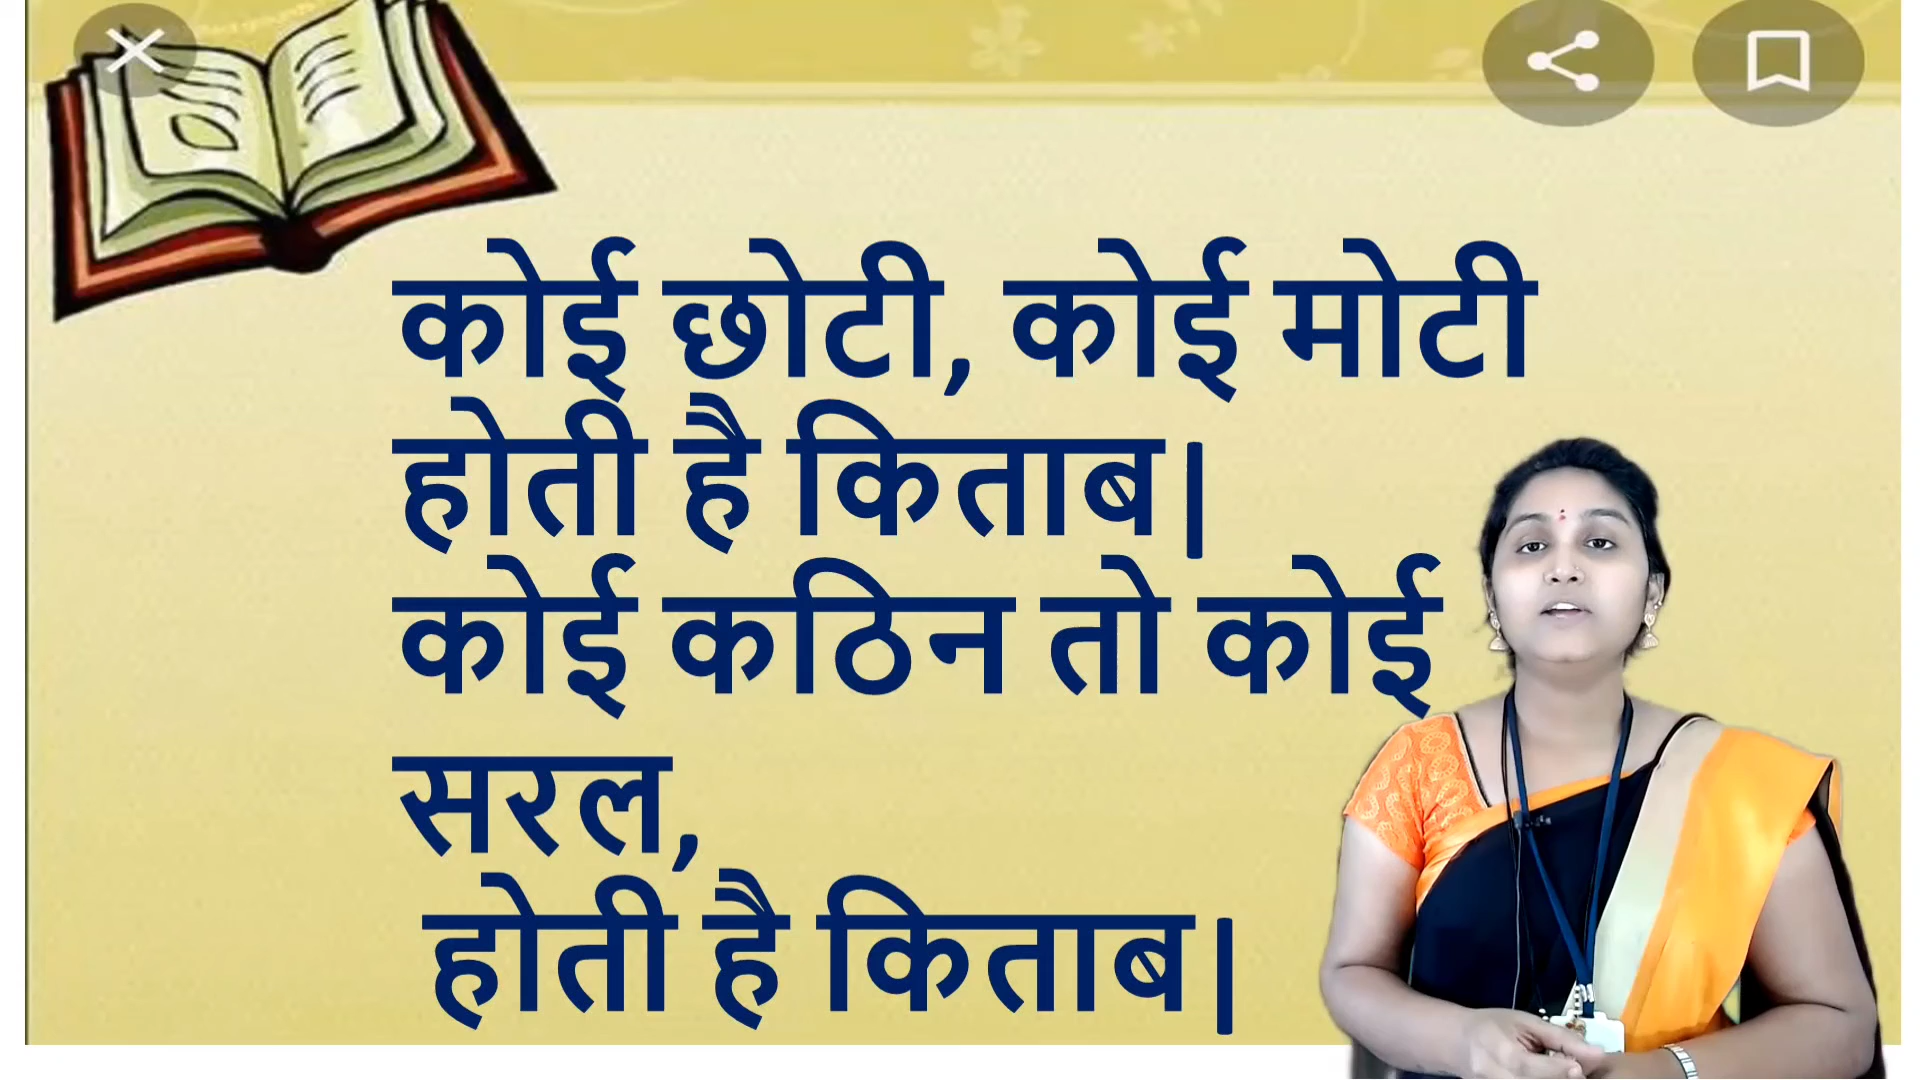 कोई छोटी, कोई मोटी
होती है किताब|
कोई कठिन तो कोई
सरल,
होती है किताब|